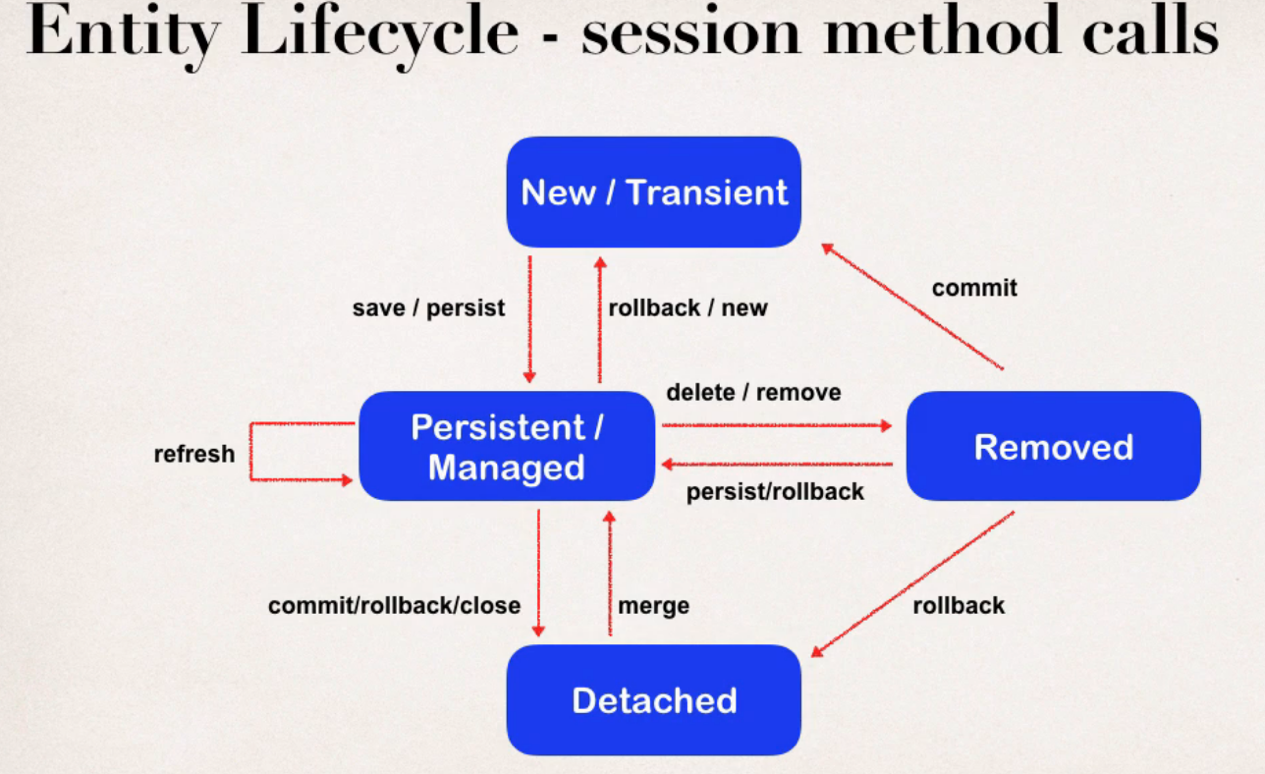 Entity Lifecycle - session method calls
New / Transient
commit
save / persist
rollback / new
delete / remove
Persistent /
Managed
Removed
refresh
persist/rollback
commit/rollback/close
merge
rollback
Detached